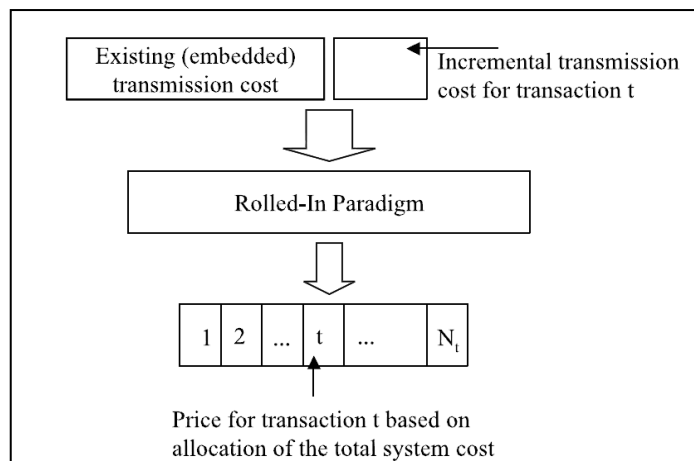 Existing (embedded)
transmission cost
Incremental transmission
cost for transaction t
Rolled-In Paradigm
1 2 ... t ... Nt
Price for transaction t based on
allocation of the total system cost